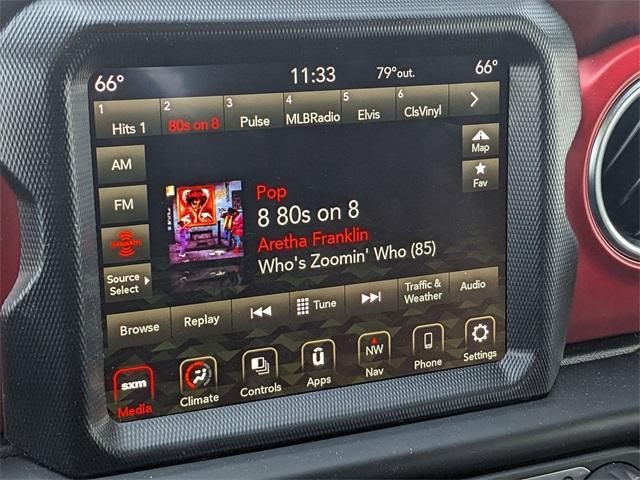 66° 11:33 79°out. 66°
1 2 3 4 5 6
Hits 1 80s on 8 Pulse MLBRadio Elvis ClsVinyl
AM
Map
FM
Fav
SiriusXM
Pop
8 80s on 8
Aretha Franklin
Who's Zoomin' Who (85)
Source
Select
Browse Replay Tune Traffic & Audio
Weather
sxm NW
Media Climate Controls Apps Nav Phone Settings